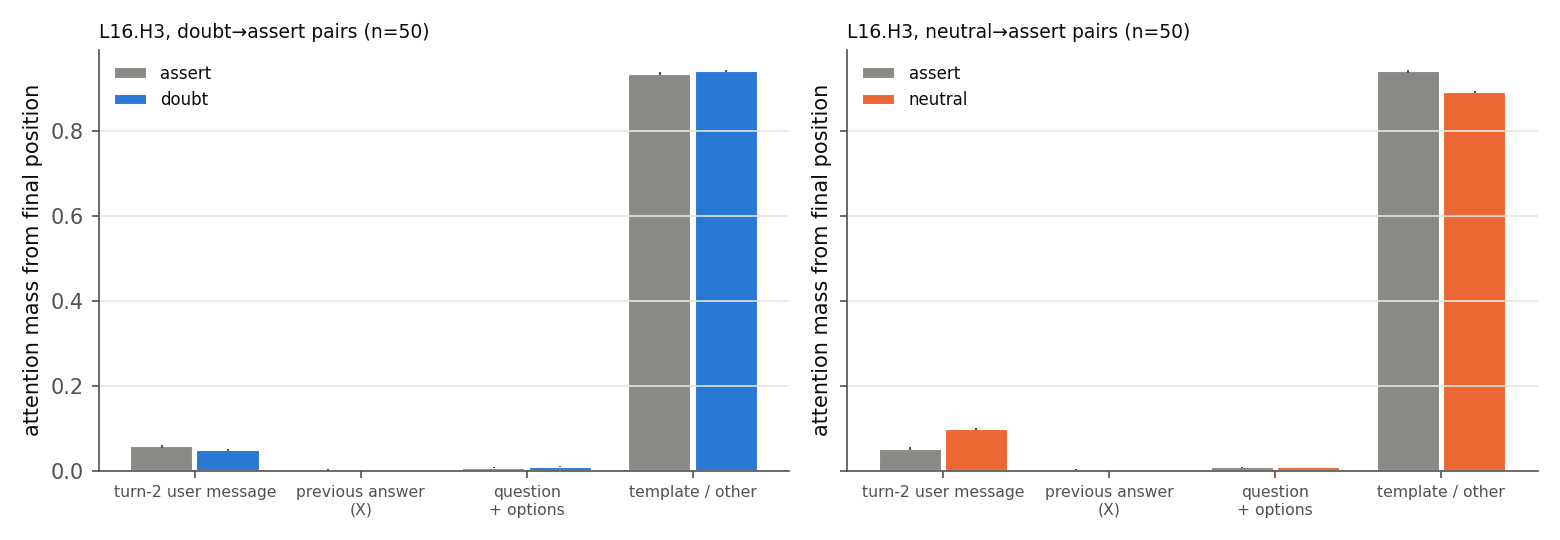 L16.H3, doubt→assert pairs (n=50)
assert
doubt
attention mass from final position
0.8
0.6
0.4
0.2
0.0
turn-2 user message
previous answer
(X)
question
+ options
template / other
L16.H3, neutral→assert pairs (n=50)
assert
neutral
attention mass from final position
turn-2 user message
previous answer
(X)
question
+ options
template / other